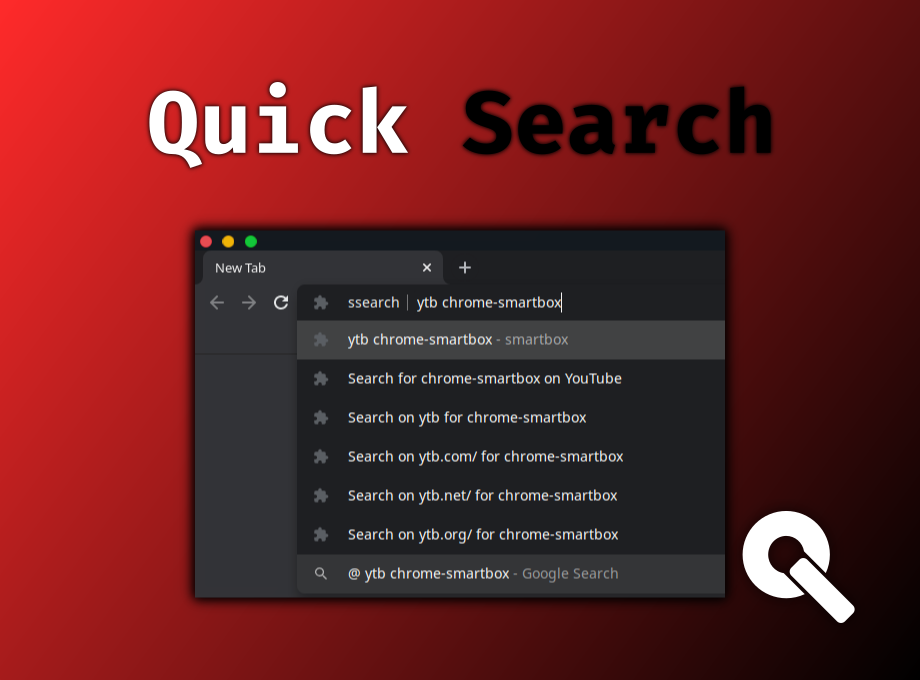 Quick Search
New Tab
ssearch | ytb chrome-smartbox
ytb chrome-smartbox - smartbox
Search for chrome-smartbox on YouTube
Search on ytb for chrome-smartbox
Search on ytb.com/ for chrome-smartbox
Search on ytb.net/ for chrome-smartbox
Search on ytb.org/ for chrome-smartbox
@ ytb chrome-smartbox - Google Search